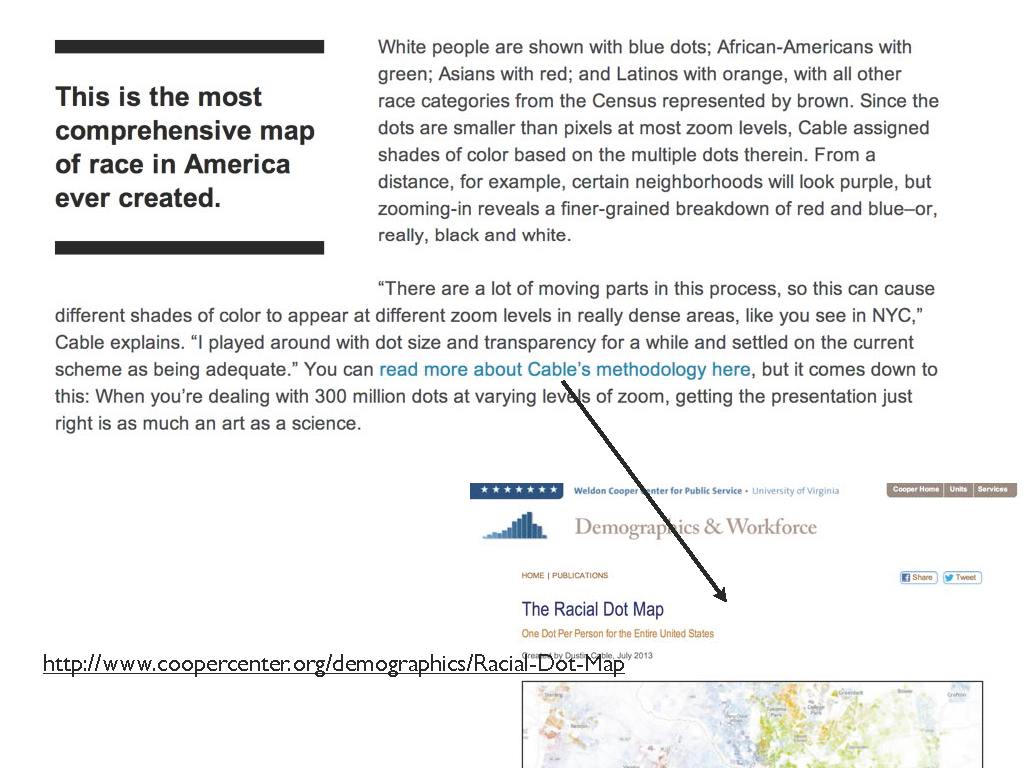 This is the most
comprehensive map
of race in America
ever created.
White people are shown with blue dots; African-Americans with
green; Asians with red; and Latinos with orange, with all other
race categories from the Census represented by brown. Since the
dots are smaller than pixels at most zoom levels, Cable assigned
shades of color based on the multiple dots therein. From a
distance, for example, certain neighborhoods will look purple, but
zooming-in reveals a finer-grained breakdown of red and blue–or,
really, black and white.
“There are a lot of moving parts in this process, so this can cause
different shades of color to appear at different zoom levels in really dense areas, like you see in NYC,”
Cable explains. “I played around with dot size and transparency for a while and settled on the current
scheme as being adequate.” You can read more about Cable’s methodology here, but it comes down to
this: When you’re dealing with 300 million dots at varying levels of zoom, getting the presentation just
right is as much an art as a science.
Weldon Cooper Center for Public Service • University of Virginia
Cooper Home Units Services
Demographics & Workforce
HOME | PUBLICATIONS
Share Tweet
The Racial Dot Map
One Dot Per Person for the Entire United States
Created by Dustin Cable, July 2013
http://www.coopercenter.org/demographics/Racial-Dot-Map
Greenbelt
College
Park